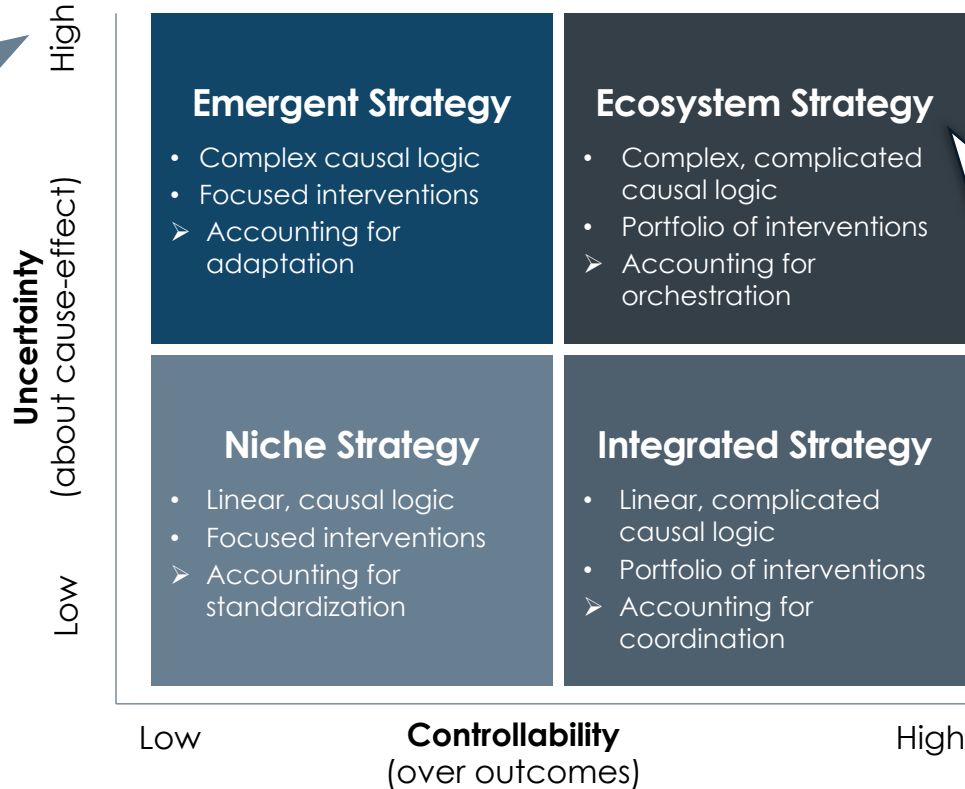 High
Uncertainty
(about cause-effect)
Low
Emergent Strategy
• Complex causal logic
• Focused interventions
➢ Accounting for
adaptation
Ecosystem Strategy
• Complex, complicated
causal logic
• Portfolio of interventions
➢ Accounting for
orchestration
Niche Strategy
• Linear, causal logic
• Focused interventions
➢ Accounting for
standardization
Integrated Strategy
• Linear, complicated
causal logic
• Portfolio of interventions
➢ Accounting for
coordination
Low
Controllability
(over outcomes)
High